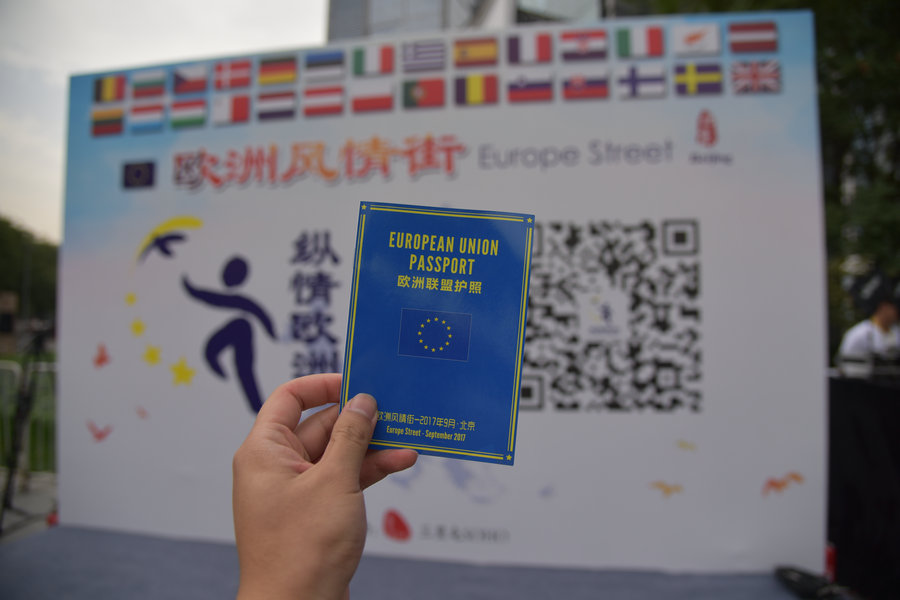 欧洲风情街 Europe Street
Beijing
纵情欧洲
EUROPEAN UNION
PASSPORT
欧洲联盟护照
欧洲风情街-2017年9月·北京
Europe Street - September 2017